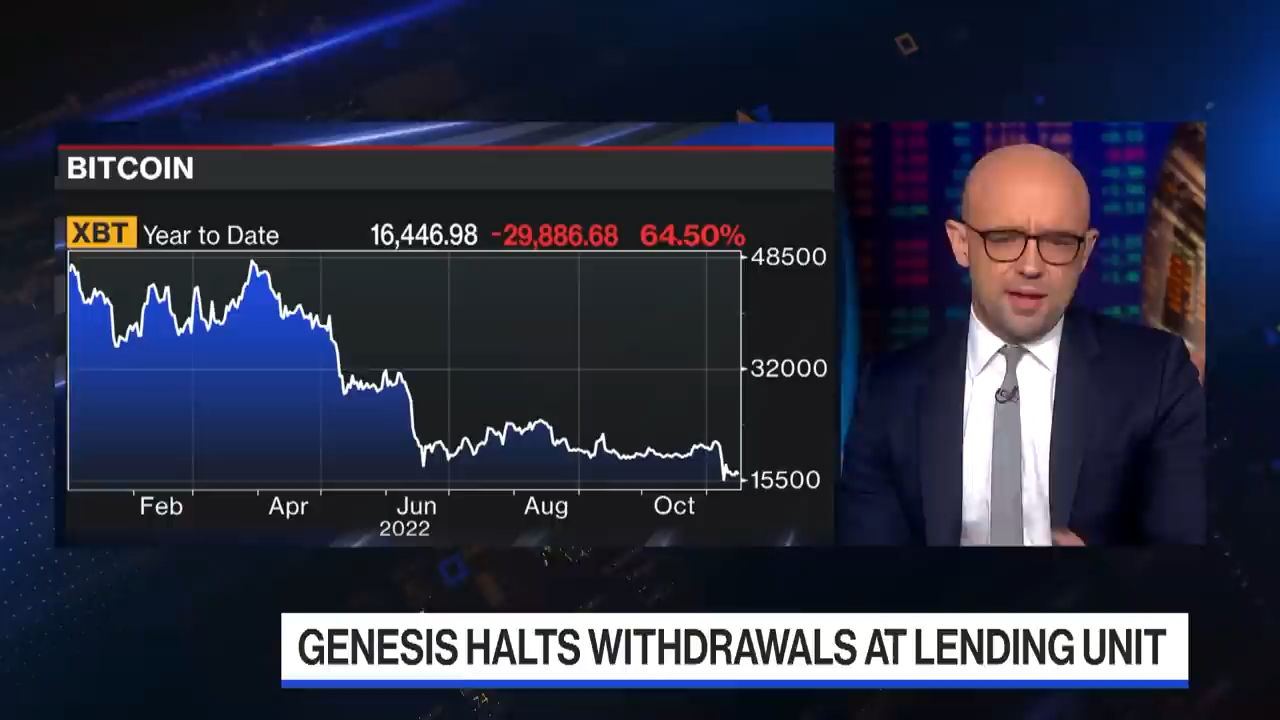 BITCOIN
XBT Year to Date 16,446.98 -29,886.68 64.50%
48500
32000
15500
Feb Apr Jun Aug Oct
2022
GENESIS HALTS WITHDRAWALS AT LENDING UNIT